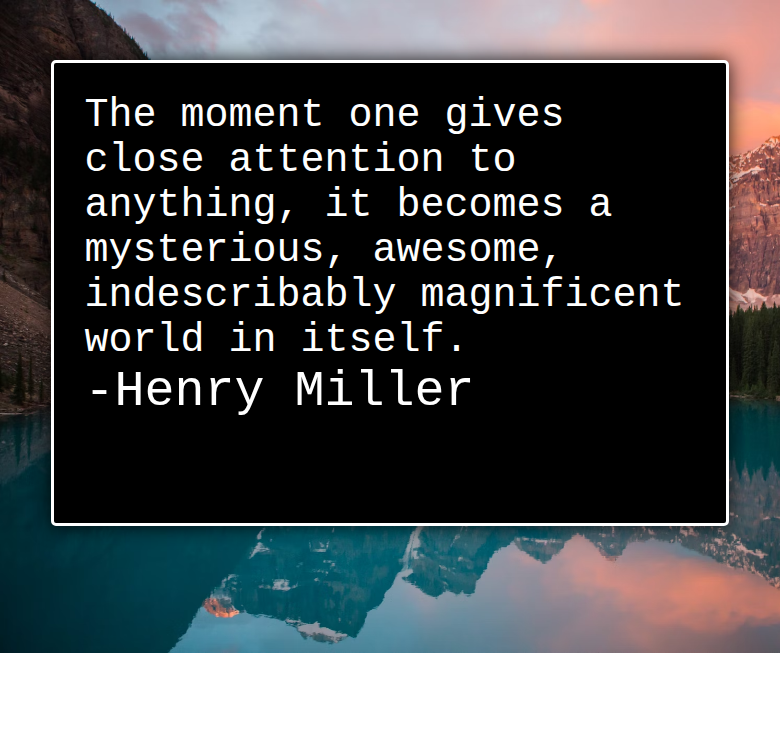 The moment one gives
close attention to
anything, it becomes a
mysterious, awesome,
indescribably magnificent
world in itself.
-Henry Miller